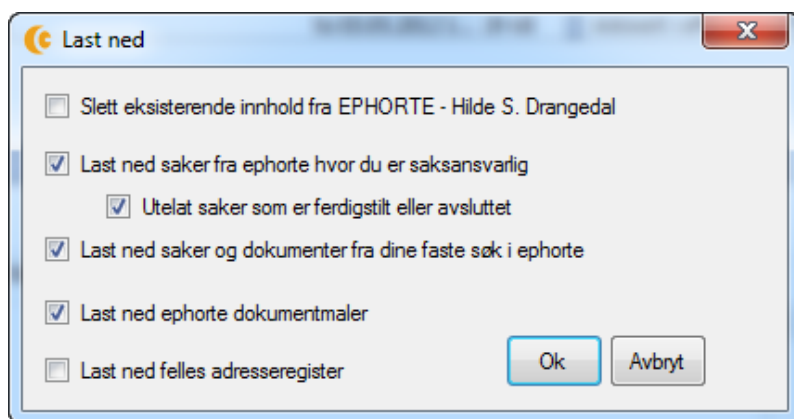 Last ned
Slett eksisterende innhold fra EPHORTE - Hilde S. Drangedal
Last ned saker fra ephorte hvor du er saksansvarlig
Utelat saker som er ferdigstilt eller avsluttet
Last ned saker og dokumenter fra dine faste søk i ephorte
Last ned ephorte dokumentmaler
Last ned felles adresseregister
Ok
Avbryt